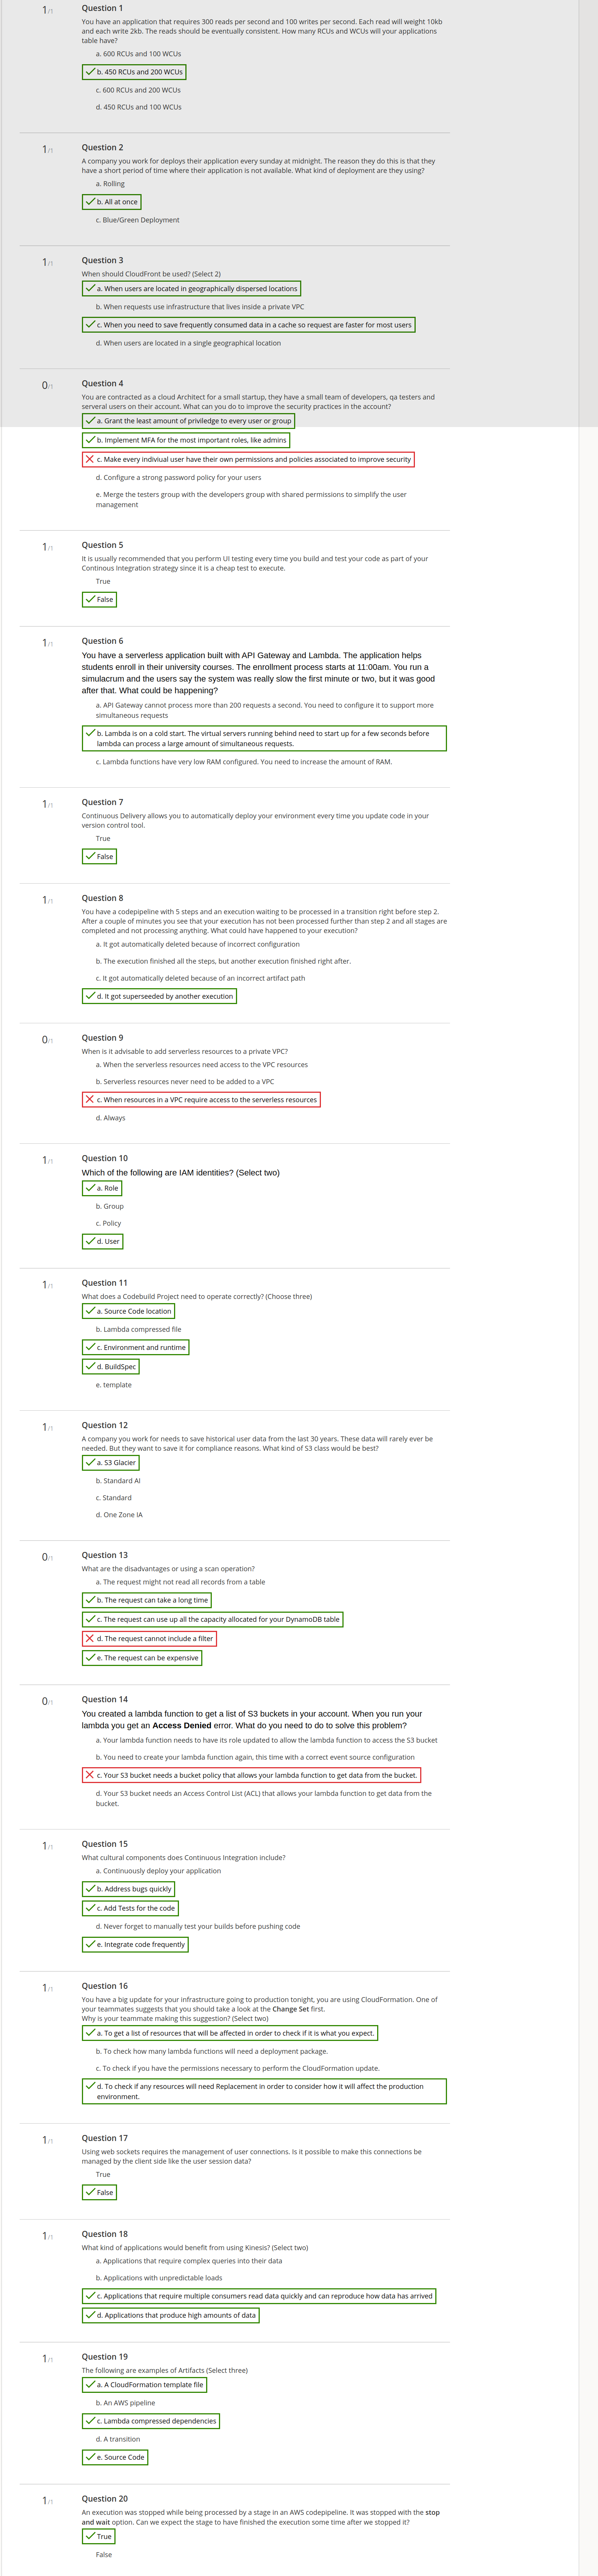 1/1
Question 1
You have an application that requires 300 reads per second and 100 writes per second. Each read will weight 10kb
and each write 2kb. The reads should be eventually consistent. How many RCUs and WCUs will your applications
table have?
a. 600 RCUs and 100 WCUs
b. 450 RCUs and 200 WCUs
c. 600 RCUs and 200 WCUs
d. 450 RCUs and 100 WCUs
1/1
Question 2
A company you work for deploys their application every sunday at midnight. The reason they do this is that they
have a short period of time where their application is not available. What kind of deployment are they using?
a. Rolling
b. All at once
c. Blue/Green Deployment
1/1
Question 3
When should CloudFront be used? (Select 2)
a. When users are located in geographically dispersed locations
b. When requests use infrastructure that lives inside a private VPC
c. When you need to save frequently consumed data in a cache so request are faster for most users
d. When users are located in a single geographical location
0/1
Question 4
You are contracted as a cloud Architect for a small startup, they have a small team of developers, qa testers and
serveral users on their account. What can you do to improve the security practices in the account?
a. Grant the least amount of priviledge to every user or group
b. Implement MFA for the most important roles, like admins
c. Make every indiviual user have their own permissions and policies associated to improve security
d. Configure a strong password policy for your users
e. Merge the testers group with the developers group with shared permissions to simplify the user
management
1/1
Question 5
It is usually recommended that you perform UI testing every time you build and test your code as part of your
Continous Integration strategy since it is a cheap test to execute.
True
False
1/1
Question 6
You have a serverless application built with API Gateway and Lambda. The application helps
students enroll in their university courses. The enrollment process starts at 11:00am. You run a
simulacrum and the users say the system was really slow the first minute or two, but it was good
after that. What could be happening?
a. API Gateway cannot process more than 200 requests a second. You need to configure it to support more
simultaneous requests
b. Lambda is on a cold start. The virtual servers running behind need to start up for a few seconds before
lambda can process a large amount of simultaneous requests.
c. Lambda functions have very low RAM configured. You need to increase the amount of RAM.
1/1
Question 7
Continuous Delivery allows you to automatically deploy your environment every time you update code in your
version control tool.
True
False
1/1
Question 8
You have a codepipeline with 5 steps and an execution waiting to be processed in a transition right before step 2.
After a couple of minutes you see that your execution has not been processed further than step 2 and all stages are
completed and not processing anything. What could have happened to your execution?
a. It got automatically deleted because of incorrect configuration
b. The execution finished all the steps, but another execution finished right after.
c. It got automatically deleted because of an incorrect artifact path
d. It got superseeded by another execution
0/1
Question 9
When is it advisable to add serverless resources to a private VPC?
a. When the serverless resources need access to the VPC resources
b. Serverless resources never need to be added to a VPC
c. When resources in a VPC require access to the serverless resources
d. Always
1/1
Question 10
Which of the following are IAM identities? (Select two)
a. Role
b. Group
c. Policy
d. User
1/1
Question 11
What does a Codebuild Project need to operate correctly? (Choose three)
a. Source Code location
b. Lambda compressed file
c. Environment and runtime
d. BuildSpec
e. template
1/1
Question 12
A company you work for needs to save historical user data from the last 30 years. These data will rarely ever be
needed. But they want to save it for compliance reasons. What kind of S3 class would be best?
a. S3 Glacier
b. Standard AI
c. Standard
d. One Zone IA
0/1
Question 13
What are the disadvantages or using a scan operation?
a. The request might not read all records from a table
b. The request can take a long time
c. The request can use up all the capacity allocated for your DynamoDB table
d. The request cannot include a filter
e. The request can be expensive
0/1
Question 14
You created a lambda function to get a list of S3 buckets in your account. When you run your
lambda you get an Access Denied error. What do you need to do to solve this problem?
a. Your lambda function needs to have its role updated to allow the lambda function to access the S3 bucket
b. You need to create your lambda function again, this time with a correct event source configuration
c. Your S3 bucket needs a bucket policy that allows your lambda function to get data from the bucket.
d. Your S3 bucket needs an Access Control List (ACL) that allows your lambda function to get data from the
bucket.
1/1
Question 15
What cultural components does Continuous Integration include?
a. Continously deploy your application
b. Address bugs quickly
c. Add Tests for the code
d. Never forget to manually test your builds before pushing code
e. Integrate code frequently
1/1
Question 16
You have a big update for your infrastructure going to production tonight, you are using CloudFormation. One of
your teammates suggests that you should take a look at the Change Set first.
Why is your teammate making this suggestion? (Select two)
a. To get a list of resources that will be affected in order to check if it is what you expect.
b. To check how many lambda functions will need a deployment package.
c. To check if you have the permissions necessary to perform the CloudFormation update.
d. To check if any resources will need Replacement in order to consider how it will affect the production
environment.
1/1
Question 17
Using web sockets requires the management of user connections. Is it possible to make this connections be
managed by the client side like the user session data?
True
False
1/1
Question 18
What kind of applications would benefit from using Kinesis? (Select two)
a. Applications that require complex queries into their data
b. Applications with unpredictable loads
c. Applications that require multiple consumers read data quickly and can reproduce how data has arrived
d. Applications that produce high amounts of data
1/1
Question 19
The following are examples of Artifacts (Select three)
a. A CloudFormation template file
b. An AWS pipeline
c. Lambda compressed dependencies
d. A transition
e. Source Code
1/1
Question 20
An execution was stopped while being processed by a stage in an AWS codepipeline. It was stopped with the stop
and wait option. Can we expect the stage to have finished the execution some time after we stopped it?
True
False